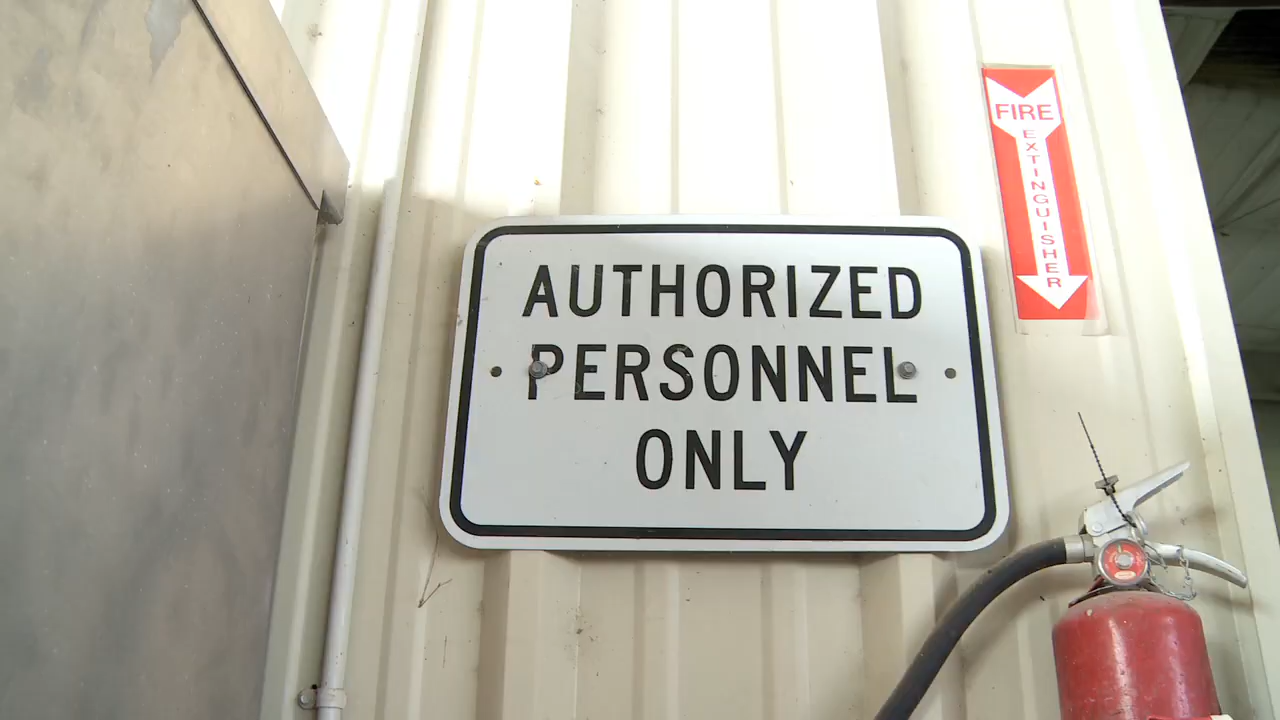 AUTHORIZED
PERSONNEL
ONLY
FIRE
EXTINGUISHER